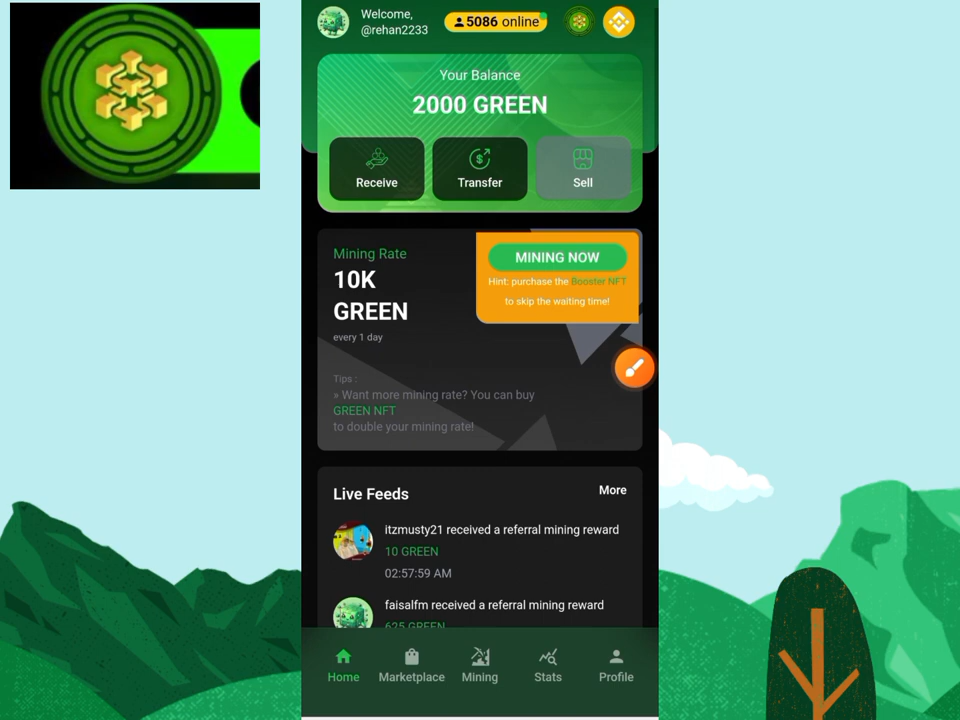 Welcome,
@rehan2233
5086 online
Your Balance
2000 GREEN
Receive
Transfer
Sell
Mining Rate
10K
GREEN
every 1 day
MINING NOW
Hint: purchase the Booster NFT
to skip the waiting time!
Tips :
» Want more mining rate? You can buy
GREEN NFT
to double your mining rate!
Live Feeds
More
itzmusty21 received a referral mining reward
10 GREEN
02:57:59 AM
faisalfm received a referral mining reward
625 GREEN
Home
Marketplace
Mining
Stats
Profile